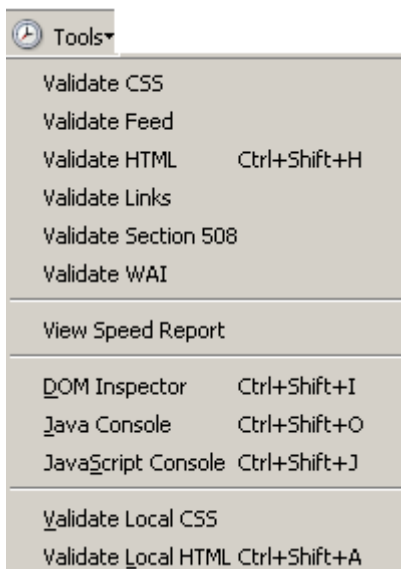 Tools
Validate CSS
Validate Feed
Validate HTML Ctrl+Shift+H
Validate Links
Validate Section 508
Validate WAI
View Speed Report
DOM Inspector Ctrl+Shift+I
Java Console Ctrl+Shift+O
JavaScript Console Ctrl+Shift+J
Validate Local CSS
Validate Local HTML Ctrl+Shift+A